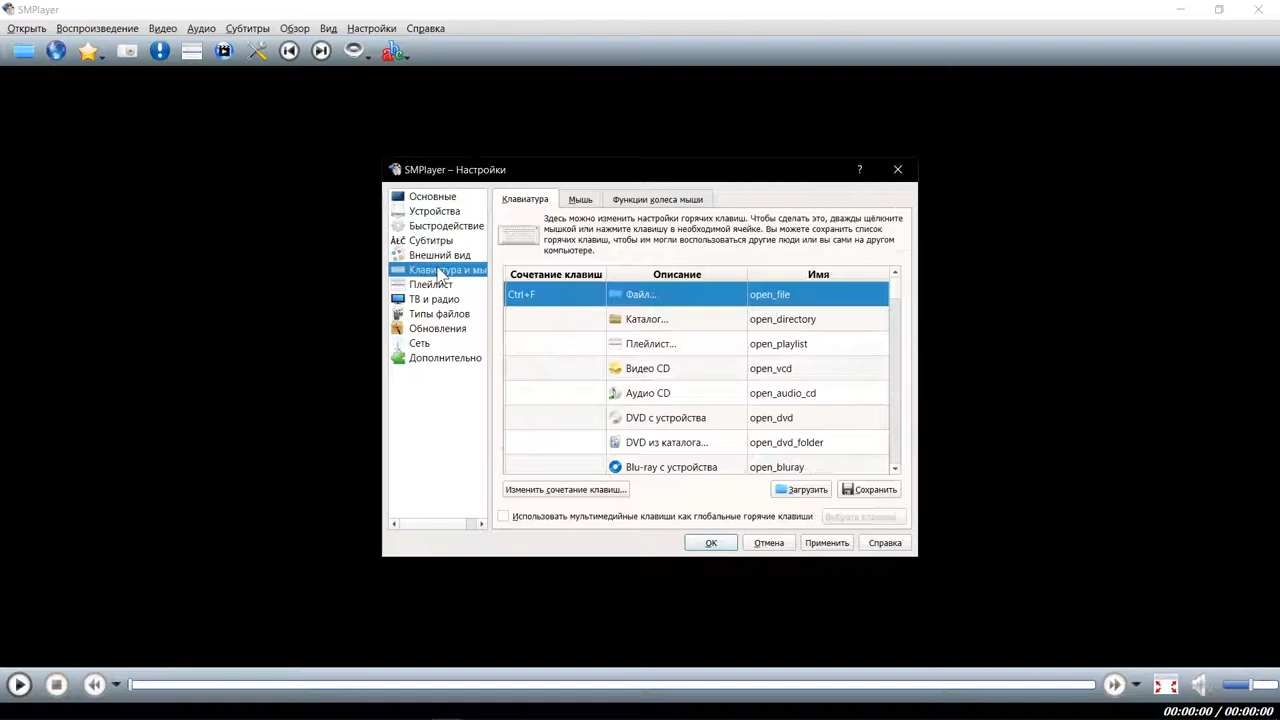 SMPlayer
Открыть Воспроизведение Видео Аудио Субтитры Обзор Вид Настройки Справка
SMPlayer – Настройки
?
Основные
Устройства
Быстродействие
Субтитры
Внешний вид
Клавиатура и мы
Плейлист
ТВ и радио
Типы файлов
Обновления
Сеть
Дополнительно
Клавиатура Мышь Функции колеса мыши
Здесь можно изменить настройки горячих клавиш. Чтобы сделать это, дважды щёлкните
мышкой или нажмите клавишу в необходимой ячейке. Вы можете сохранить список
горячих клавиш, чтобы им могли воспользоваться другие люди или вы сами на другом
компьютере.
Сочетание клавиш Описание Имя
Ctrl+F Файл... open_file
Каталог... open_directory
Плейлист... open_playlist
Видео CD open_vcd
Аудио CD open_audio_cd
DVD с устройства open_dvd
DVD из каталога... open_dvd_folder
Blu-ray с устройства open_bluray
Изменить сочетание клавиш... Загрузить Сохранить
Использовать мультимедийные клавиши как глобальные горячие клавиши Выбрать клавиши
OK Отмена Применить Справка
00:00:00 / 00:00:00